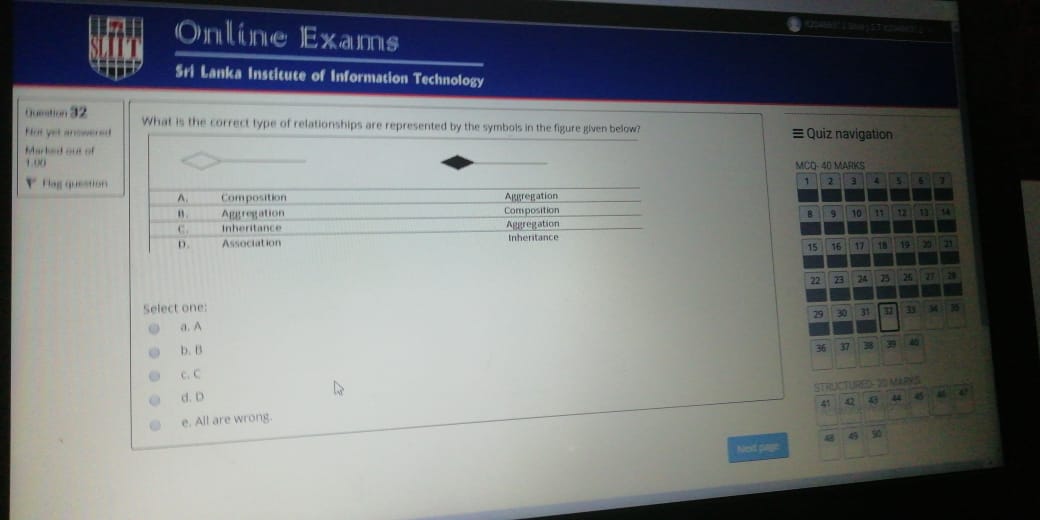 SLIIT
Online Exams
Sri Lanka Institute of Information Technology
Question 32
Not yet answered
Marked out of
1.00
Flag question
What is the correct type of relationships are represented by the symbols in the figure given below?
A. Composition Aggregation
B. Aggregation Composition
C. Inheritance Aggregation
D. Association Inheritance
Select one:
a. A
b. B
c. C
d. D
e. All are wrong.
Next page
Quiz navigation
MCQ- 40 MARKS
1 2 3 4 5 6 7
8 9 10 11 12 13 14
15 16 17 18 19 20 21
22 23 24 25 26 27 28
29 30 31 32 33 34 35
36 37 38 39 40
STRUCTURED- 20 MARKS
41 42 43 44 45 46 47
48 49 50